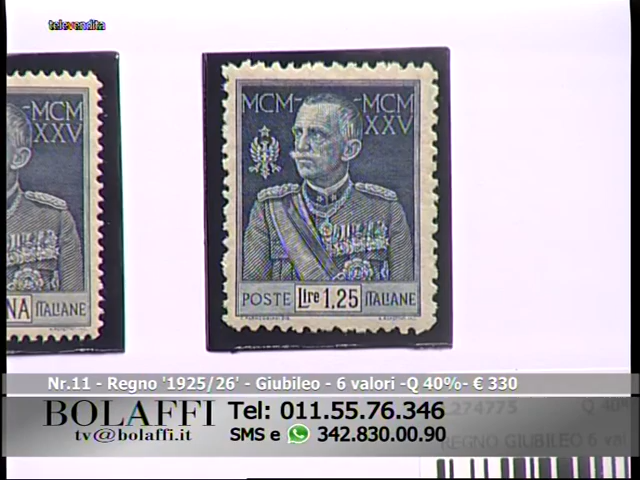 televendita
MCM
XXV
NA ITALIANE
MCM MCM
XXV
POSTE Lire 1.25 ITALIANE
Nr.11 - Regno '1925/26' - Giubileo - 6 valori -Q 40%- € 330
BOLAFFI
tv@bolaffi.it
Tel: 011.55.76.346
SMS e 342.830.00.90
274775 Q 40%
REGNO GIUBILEO 6 val